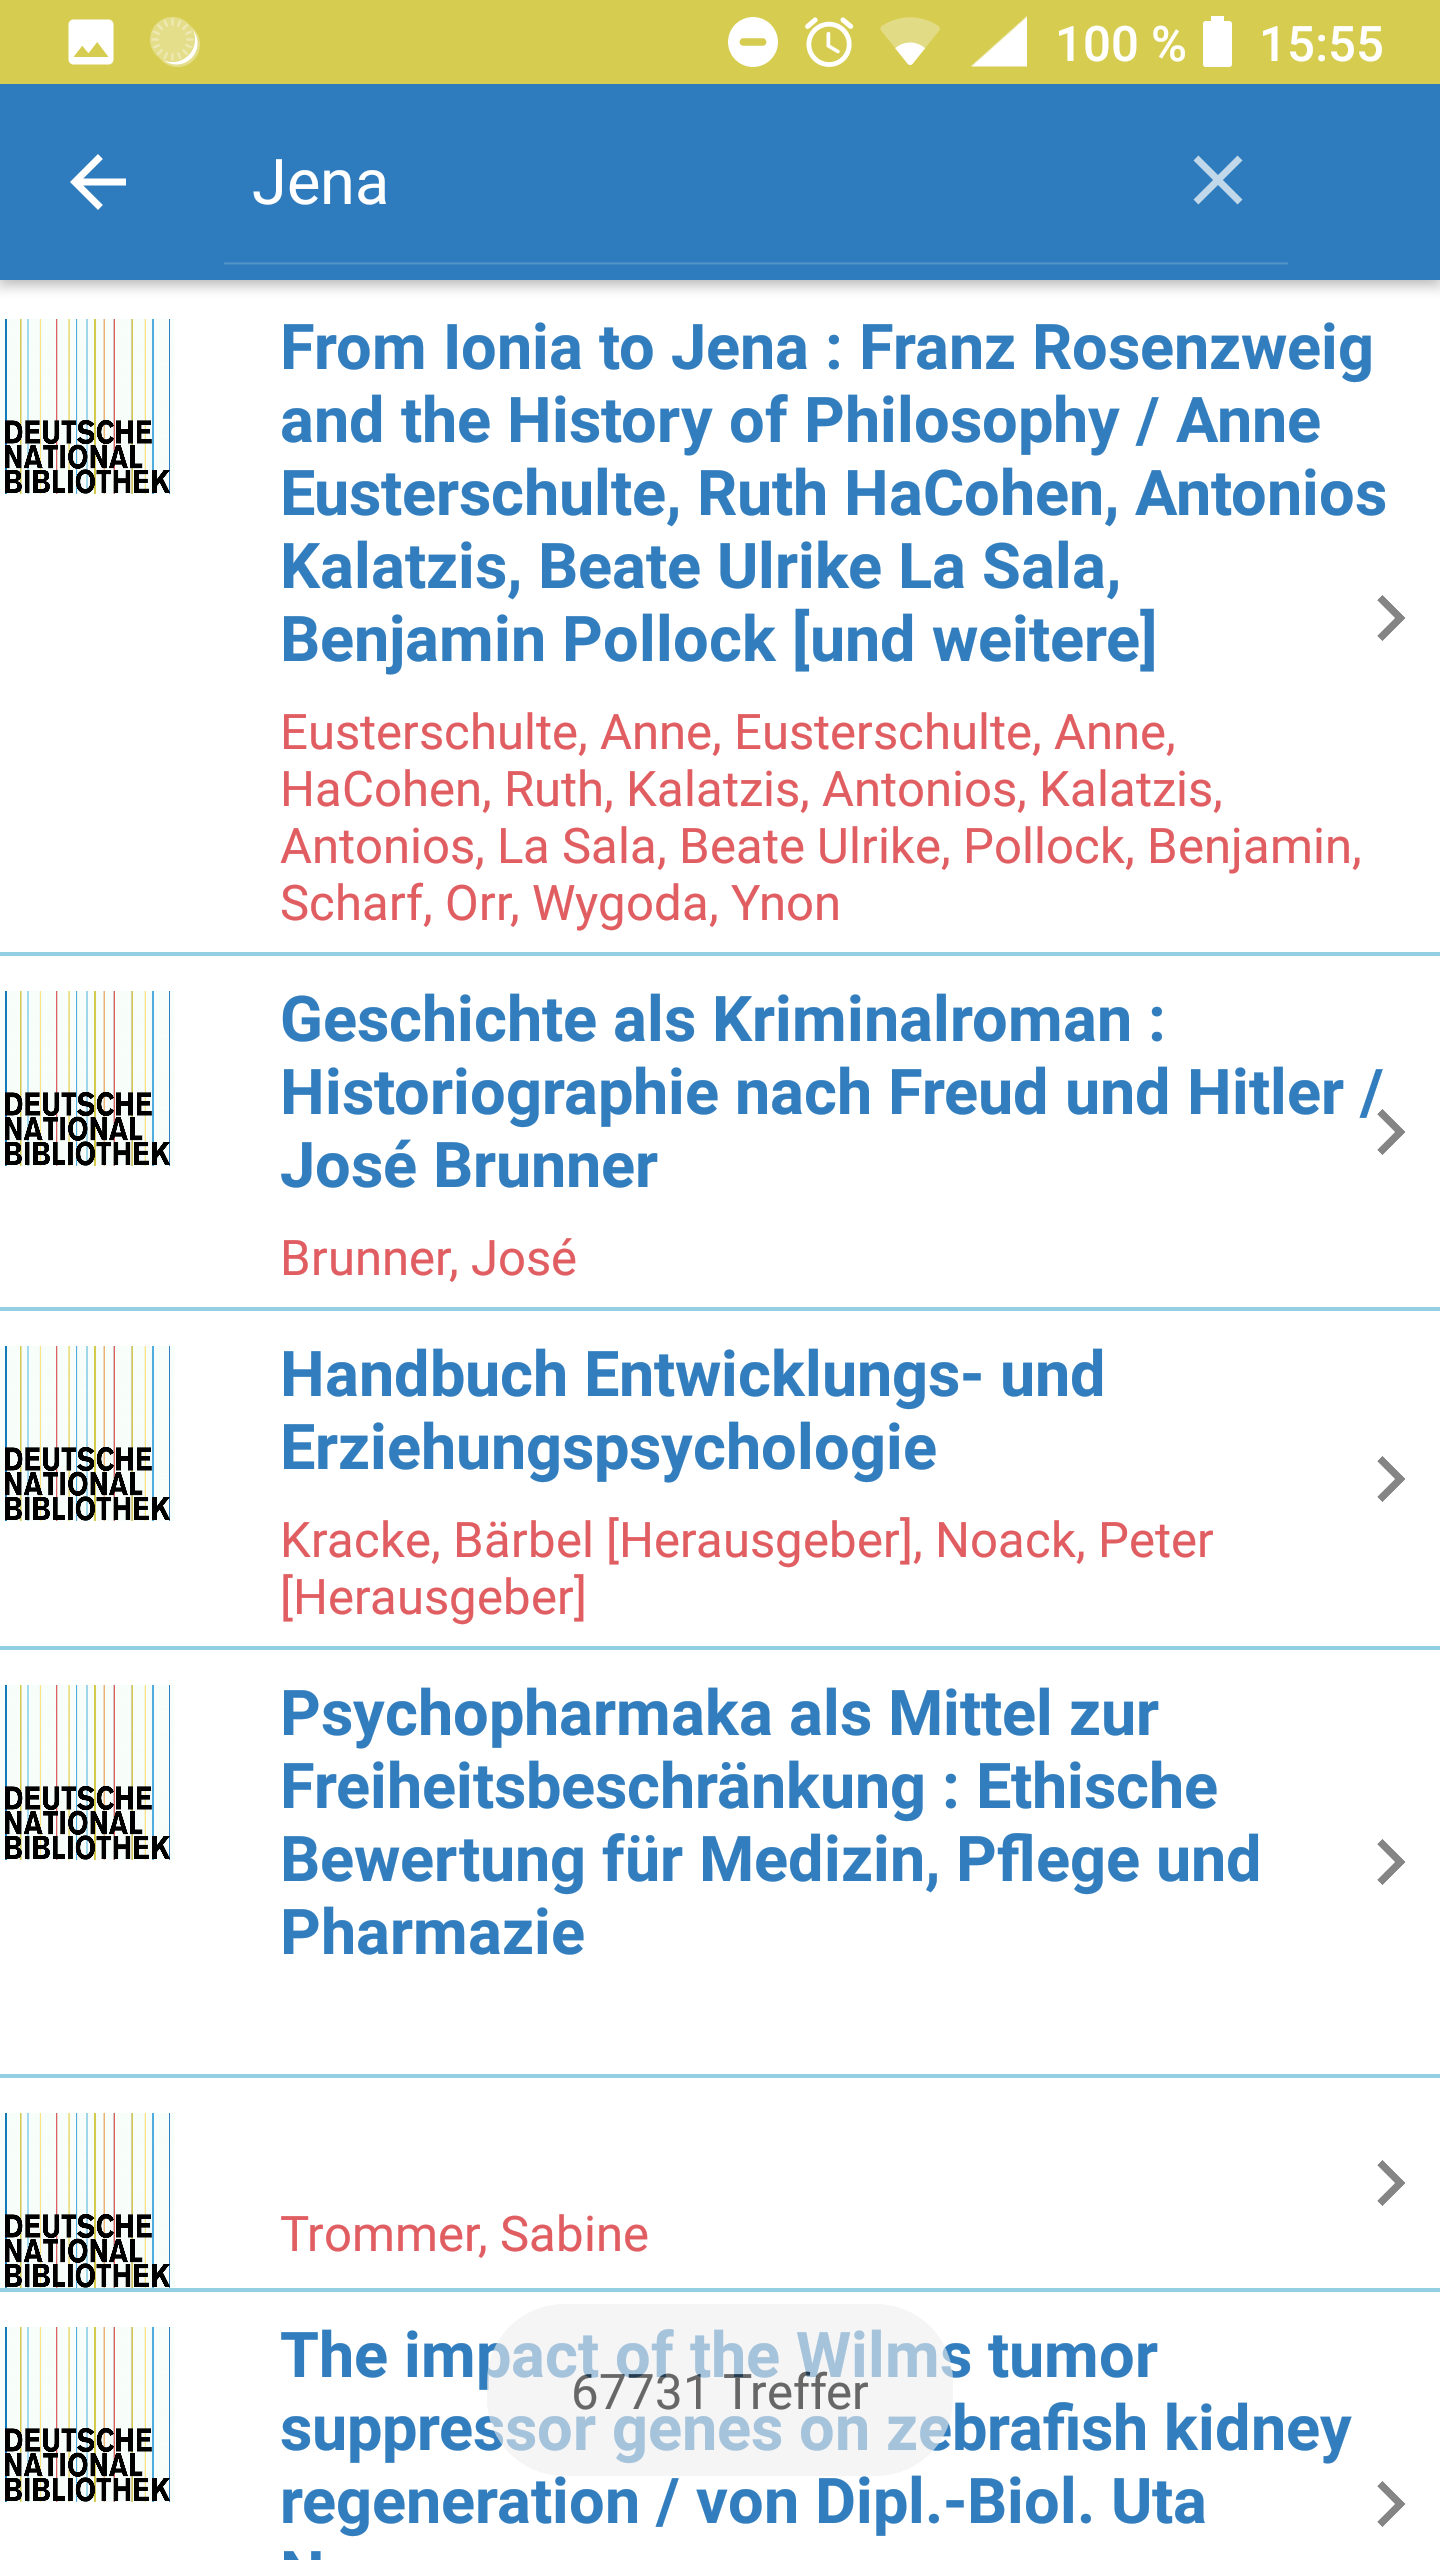 100 % 15:55
Jena
From Ionia to Jena : Franz Rosenzweig
and the History of Philosophy / Anne
Eusterschulte, Ruth HaCohen, Antonios
Kalatzis, Beate Ulrike La Sala,
Benjamin Pollock [und weitere]
Eusterschulte, Anne, Eusterschulte, Anne,
HaCohen, Ruth, Kalatzis, Antonios, Kalatzis,
Antonios, La Sala, Beate Ulrike, Pollock, Benjamin,
Scharf, Orr, Wygoda, Ynon
DEUTSCHE
NATIONAL
BIBLIOTHEK
Geschichte als Kriminalroman :
Historiographie nach Freud und Hitler /
José Brunner
Brunner, José
DEUTSCHE
NATIONAL
BIBLIOTHEK
Handbuch Entwicklungs- und
Erziehungspsychologie
Kracke, Bärbel [Herausgeber], Noack, Peter
[Herausgeber]
DEUTSCHE
NATIONAL
BIBLIOTHEK
Psychopharmaka als Mittel zur
Freiheitsbeschränkung : Ethische
Bewertung für Medizin, Pflege und
Pharmazie
DEUTSCHE
NATIONAL
BIBLIOTHEK
Trommer, Sabine
DEUTSCHE
NATIONAL
BIBLIOTHEK
The impact of the Wilms tumor
suppressor genes on zebrafish kidney
regeneration / von Dipl.-Biol. Uta
DEUTSCHE
NATIONAL
BIBLIOTHEK
67731 Treffer